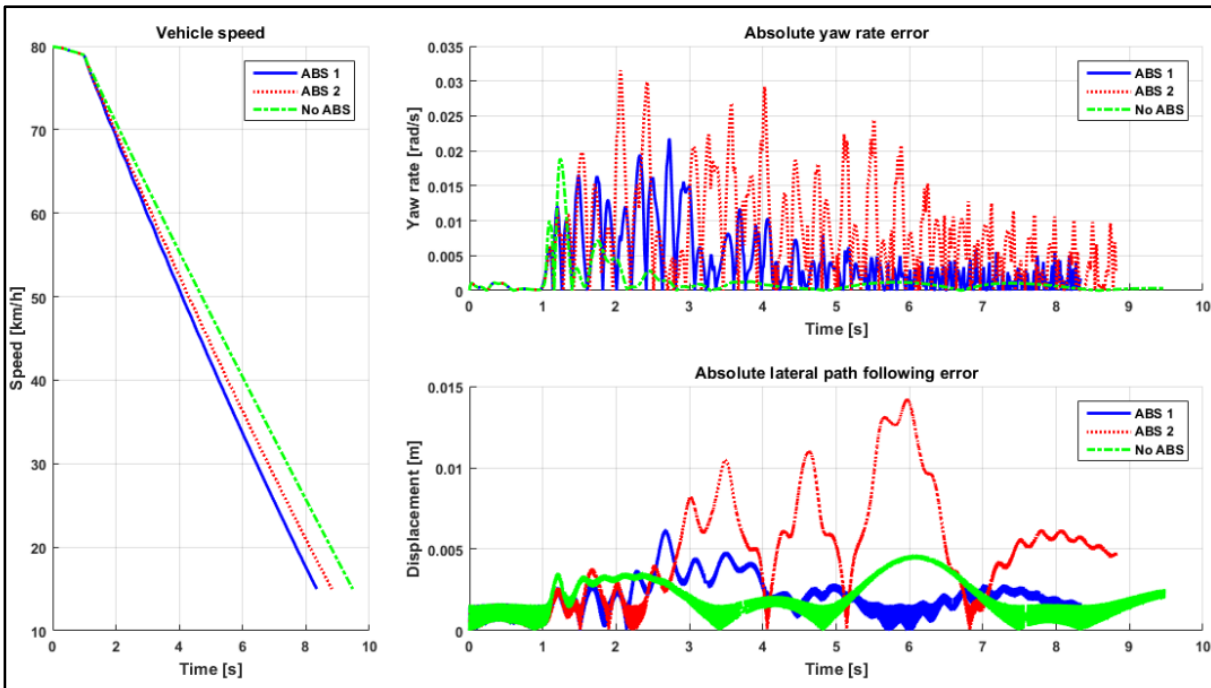 Vehicle speed
80
70
60
50
40
30
20
10
0
2
4
6
8
10
Speed [km/h]
Time [s]
ABS 1
ABS 2
No ABS
Absolute yaw rate error
0.035
0.03
0.025
0.02
0.015
0.01
0.005
0
0
1
2
3
4
5
6
7
8
9
10
Yaw rate [rad/s]
Time [s]
ABS 1
ABS 2
No ABS
Absolute lateral path following error
0.015
0.01
0.005
0
0
1
2
3
4
5
6
7
8
9
10
Displacement [m]
Time [s]
ABS 1
ABS 2
No ABS